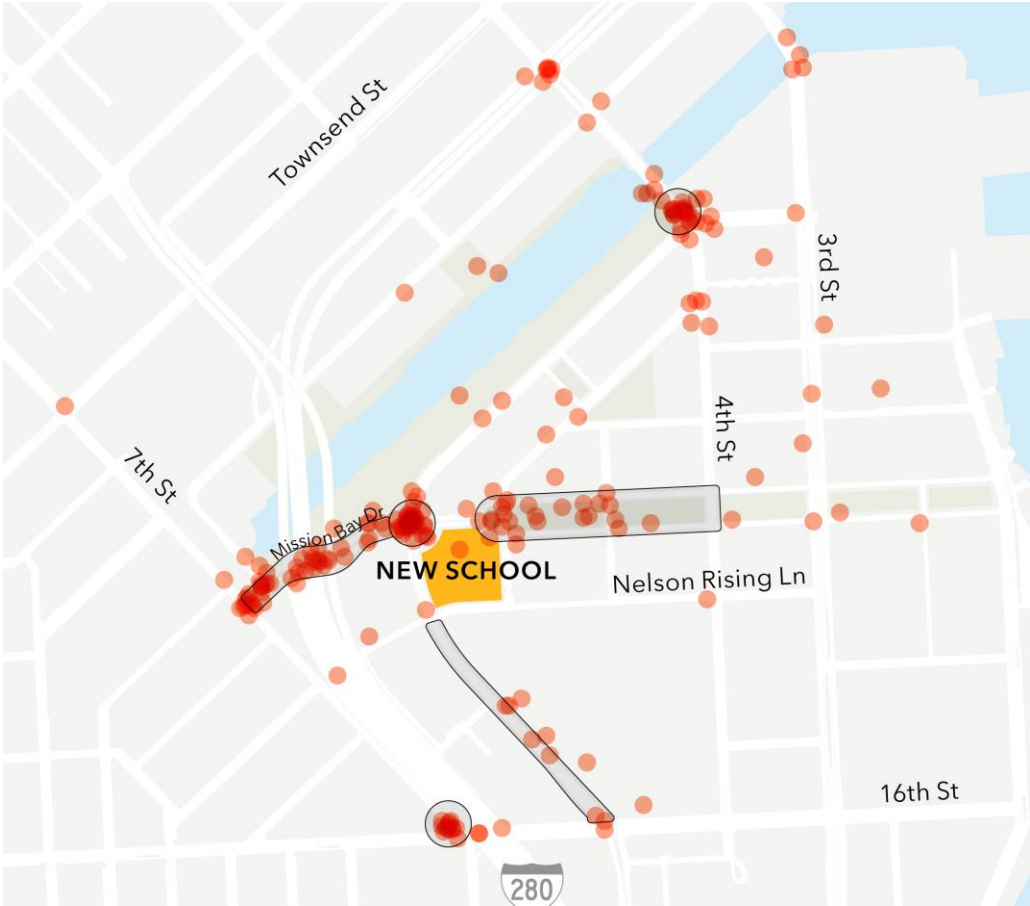 Townsend St
3rd St
4th St
7th St
Mission Bay Dr
NEW SCHOOL
Nelson Rising Ln
16th St
280